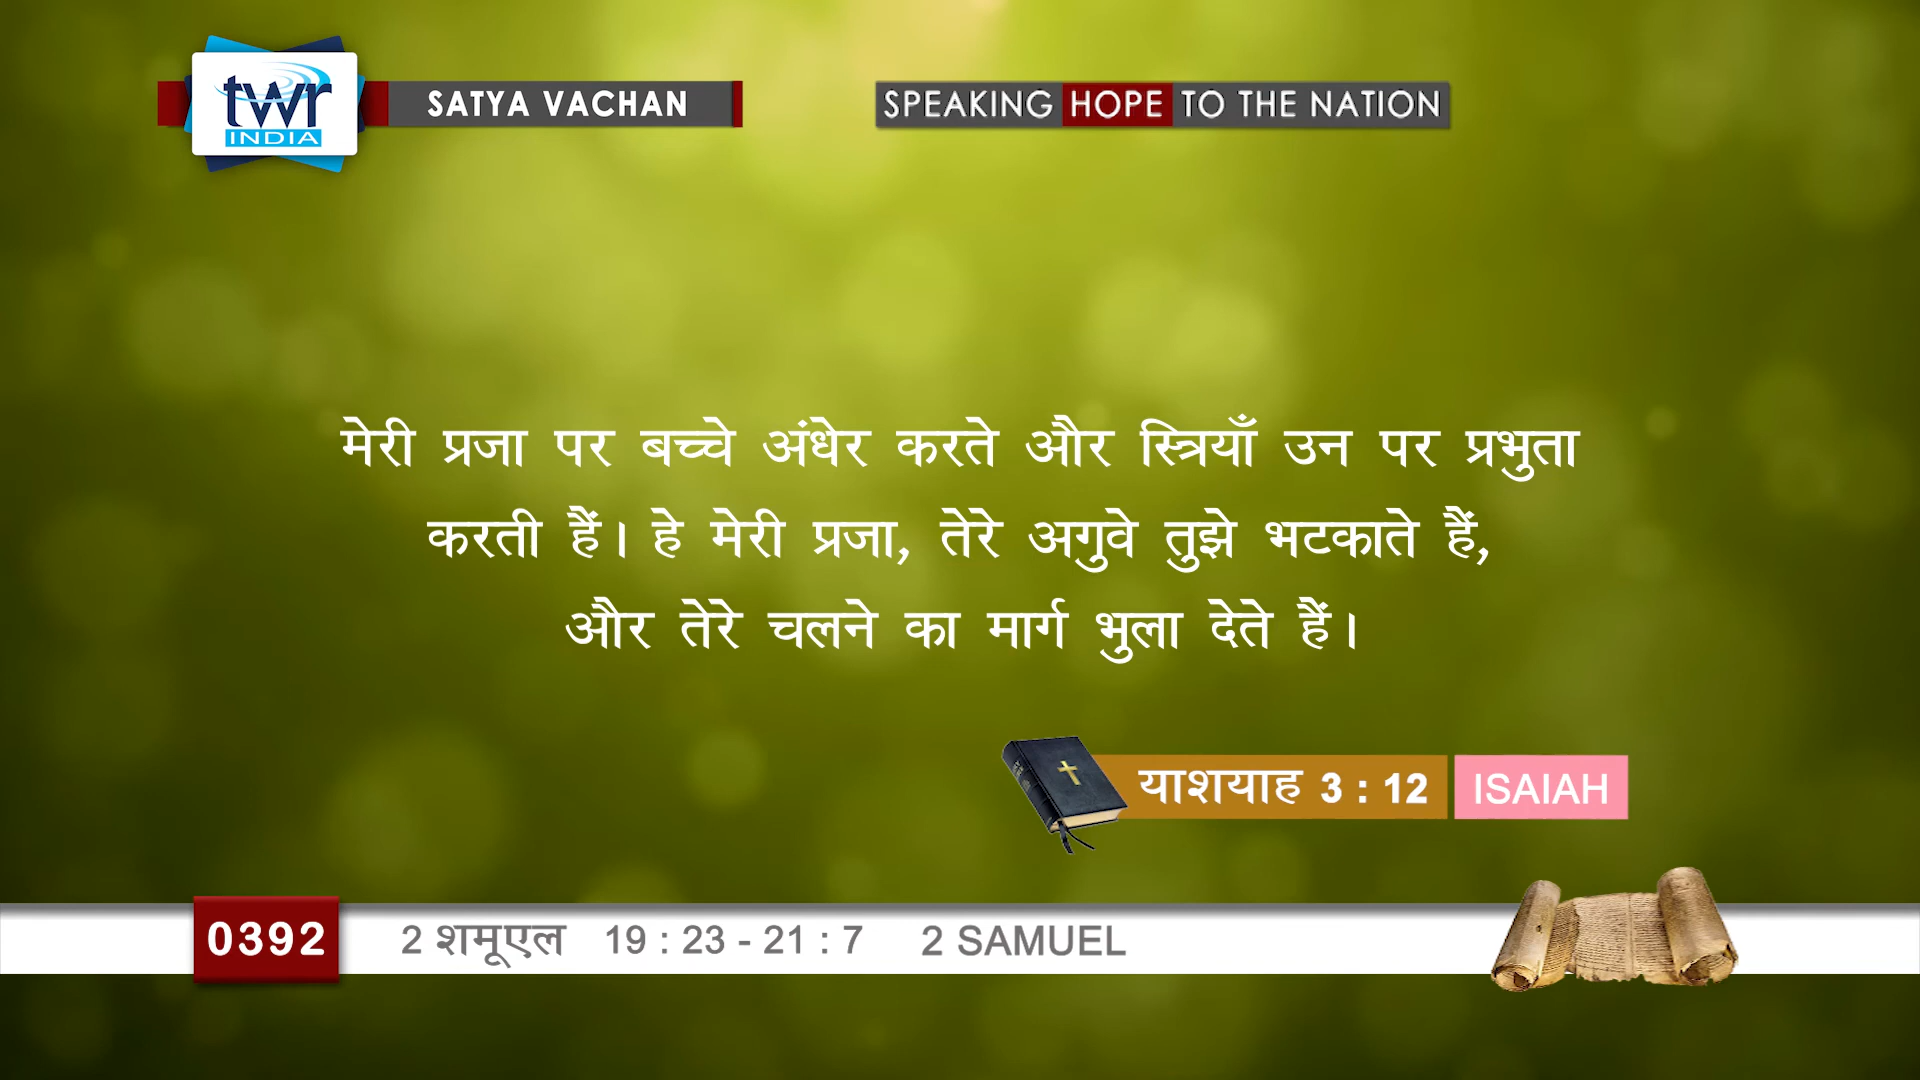 twr
INDIA
SATYA VACHAN
SPEAKING HOPE TO THE NATION
मेरी प्रजा पर बच्चे अंधेर करते और स्त्रियाँ उन पर प्रभुता
करती हैं। हे मेरी प्रजा, तेरे अगुवे तुझे भटकाते हैं,
और तेरे चलने का मार्ग भुला देते हैं।
याशयाह 3 : 12 ISAIAH
0392 2 शमूएल 19 : 23 - 21 : 7 2 SAMUEL